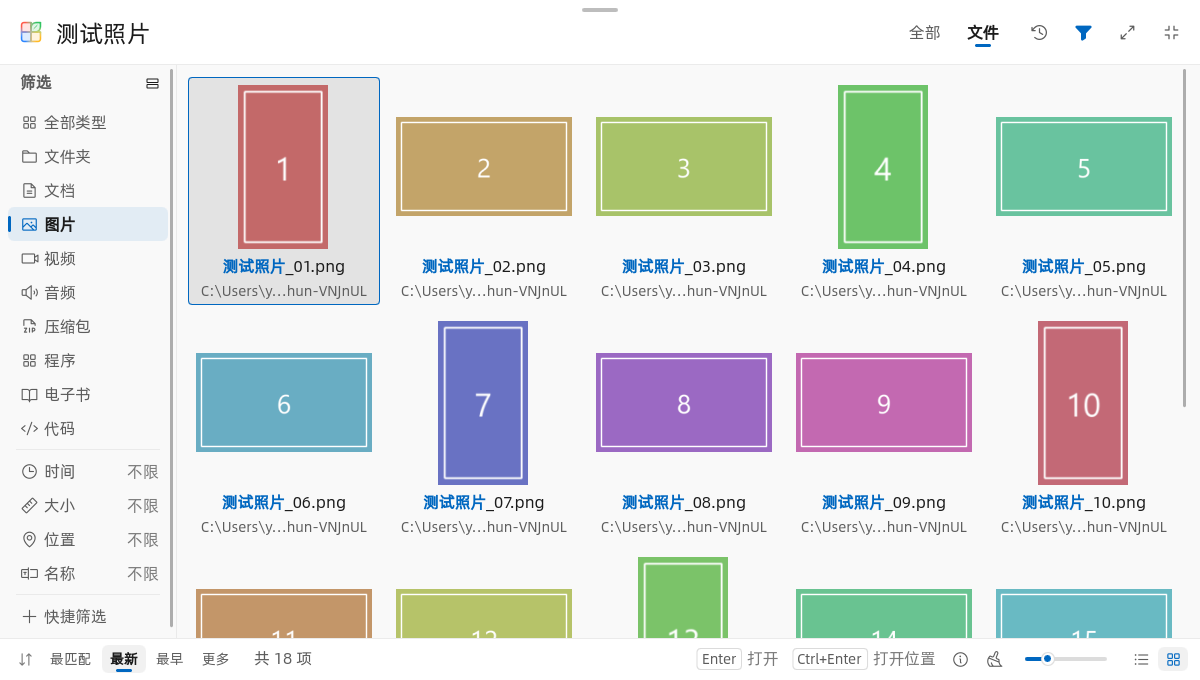 测试照片
全部
文件
筛选
全部类型
文件夹
文档
图片
视频
音频
压缩包
程序
电子书
代码
时间 不限
大小 不限
位置 不限
名称 不限
快捷筛选
1
2
3
4
5
测试照片_01.png
测试照片_02.png
测试照片_03.png
测试照片_04.png
测试照片_05.png
C:\Users\y…hun-VNJnUL
C:\Users\y…hun-VNJnUL
C:\Users\y…hun-VNJnUL
C:\Users\y…hun-VNJnUL
C:\Users\y…hun-VNJnUL
6
7
8
9
10
测试照片_06.png
测试照片_07.png
测试照片_08.png
测试照片_09.png
测试照片_10.png
C:\Users\y…hun-VNJnUL
C:\Users\y…hun-VNJnUL
C:\Users\y…hun-VNJnUL
C:\Users\y…hun-VNJnUL
C:\Users\y…hun-VNJnUL
11
12
13
14
15
最匹配
最新
最早
更多
共 18 项
Enter 打开
Ctrl+Enter 打开位置